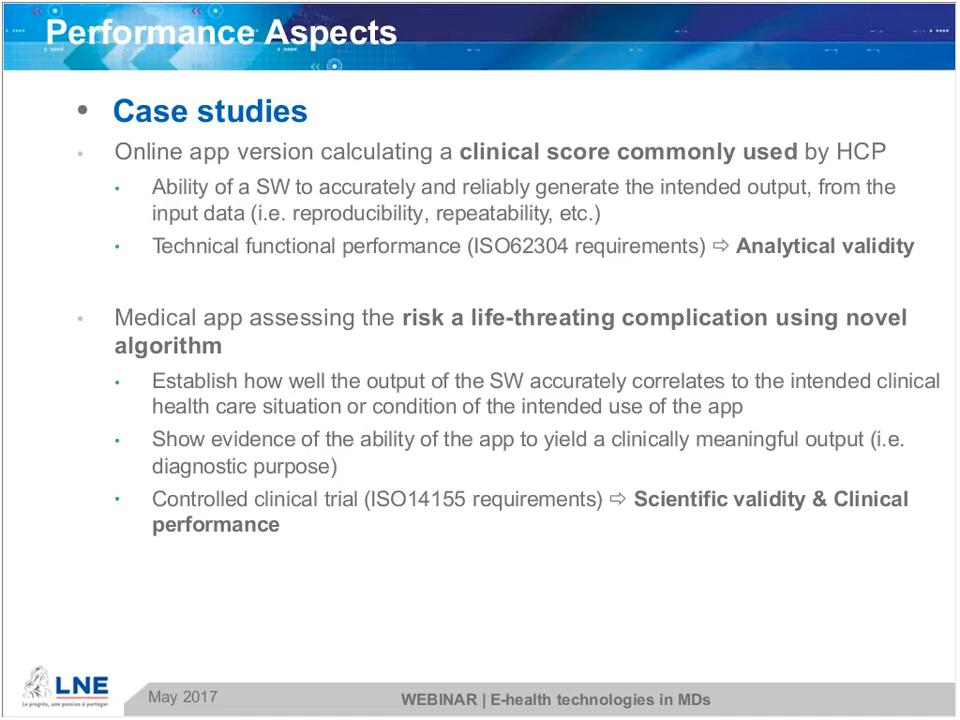 Performance Aspects
• Case studies
• Online app version calculating a clinical score commonly used by HCP
• Ability of a SW to accurately and reliably generate the intended output, from the
input data (i.e. reproducibility, repeatability, etc.)
• Technical functional performance (ISO62304 requirements) ⇨ Analytical validity
• Medical app assessing the risk a life-threating complication using novel
algorithm
• Establish how well the output of the SW accurately correlates to the intended clinical
health care situation or condition of the intended use of the app
• Show evidence of the ability of the app to yield a clinically meaningful output (i.e.
diagnostic purpose)
• Controlled clinical trial (ISO14155 requirements) ⇨ Scientific validity & Clinical
performance
LNE
Le progrès, une passion à partager
May 2017
WEBINAR | E-health technologies in MDs